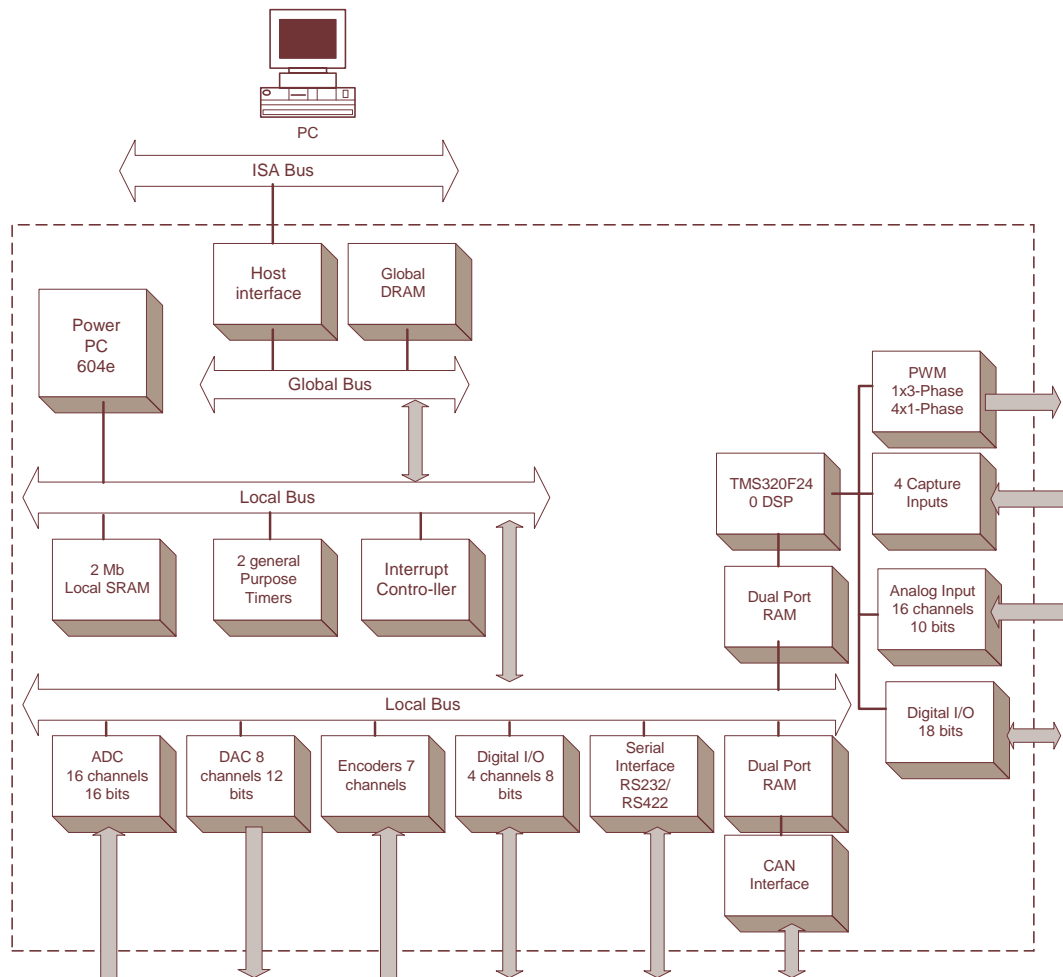 PC
ISA Bus
Host
interface
Global
DRAM
Power
PC
604e
Global Bus
PWM
1x3-Phase
4x1-Phase
Local Bus
TMS320F24
0 DSP
4 Capture
Inputs
2 Mb
Local SRAM
2 general
Purpose
Timers
Interrupt
Contro-ller
Dual Port
RAM
Analog Input
16 channels
10 bits
Local Bus
Digital I/O
18 bits
ADC
16 channels
16 bits
DAC 8
channels 12
bits
Encoders 7
channels
Digital I/O
4 channels 8
bits
Serial
Interface
RS232/
RS422
Dual Port
RAM
CAN
Interface